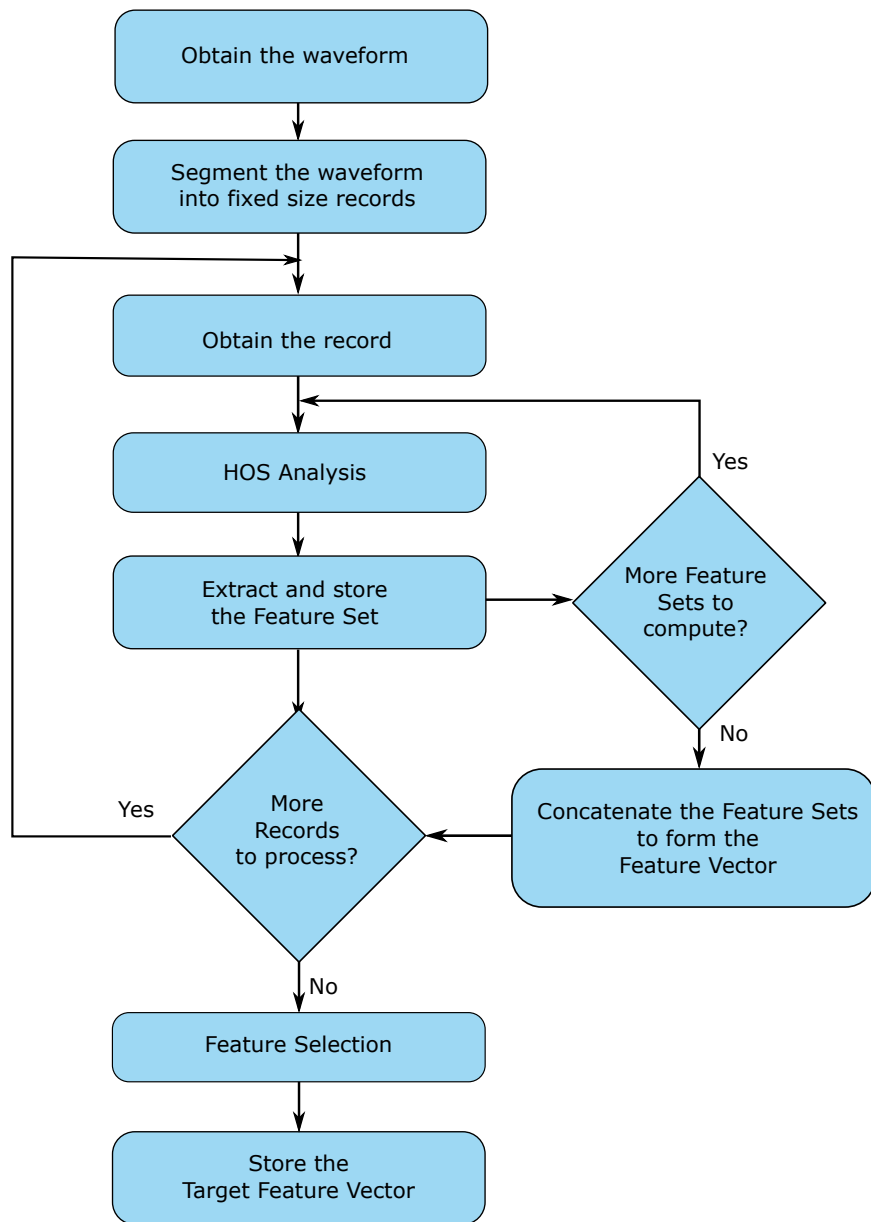 Obtain the waveform
Segment the waveform
into fixed size records
Obtain the record
HOS Analysis
Yes
Extract and store
the Feature Set
More Feature
Sets to
compute?
No
Yes
More
Records
to process?
Concatenate the Feature Sets
to form the
Feature Vector
No
Feature Selection
Store the
Target Feature Vector